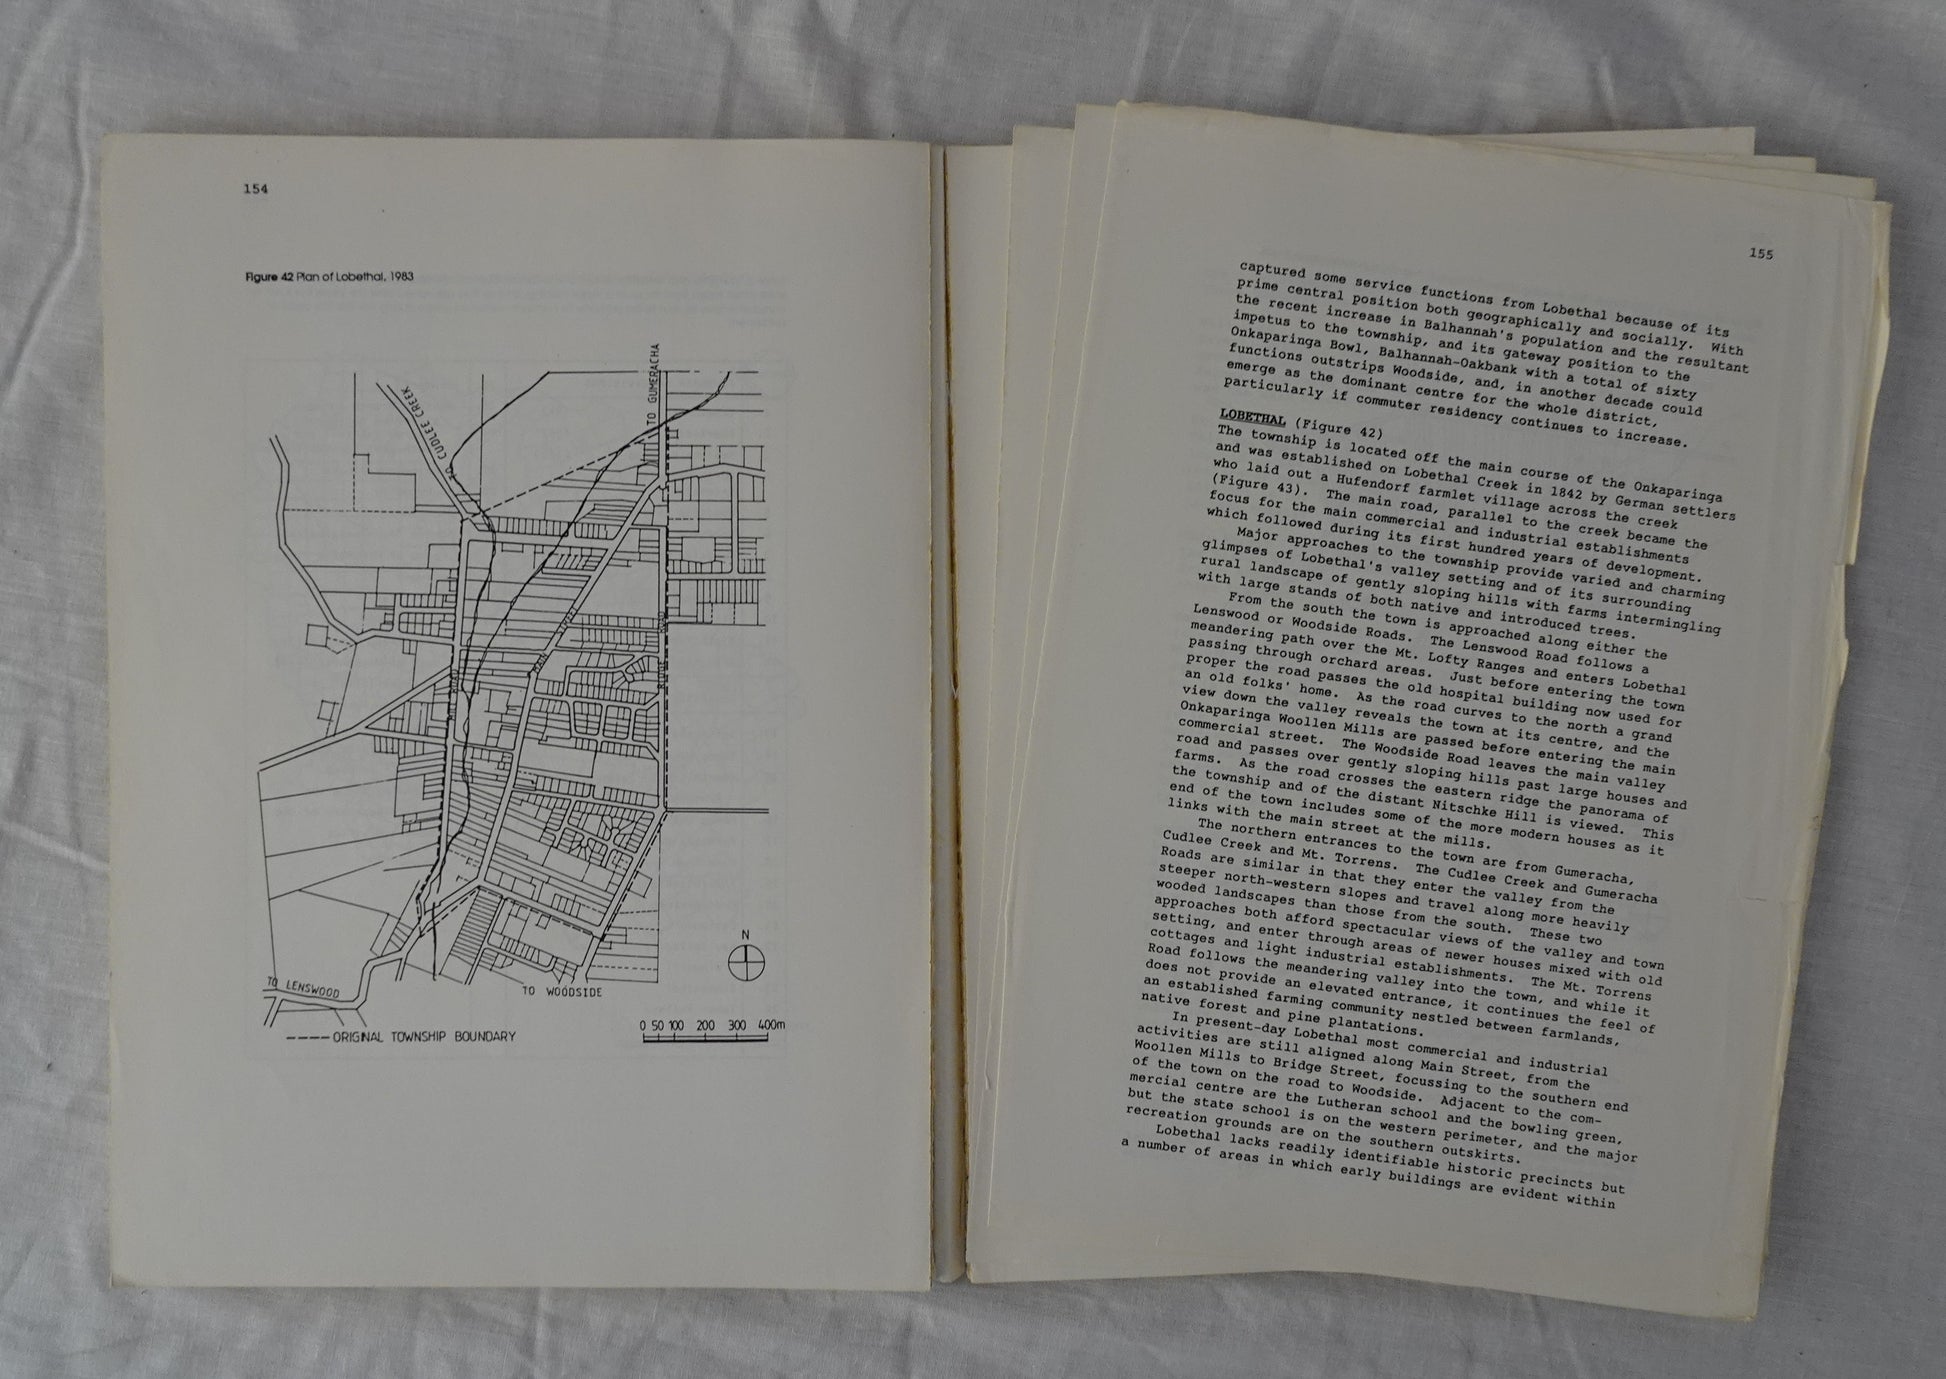 154
Figure 42 Plan of Lobethal, 1983
TO GUMERACHA
TO CUDLEE CREEK
MAIN
ROAD
TO LENSWOOD
TO WOODSIDE
N
---- ORIGINAL TOWNSHIP BOUNDARY
0 50 100 200 300 400m
155
captured some service functions from Lobethal because of its
prime central position both geographically and socially. With
the recent increase in Balhannah's population and the resultant
impetus to the township, and its gateway position to the
Onkaparinga Bowl, Balhannah-Oakbank with a total of sixty
functions outstrips Woodside, and, in another decade could
emerge as the dominant centre for the whole district,
particularly if commuter residency continues to increase.
LOBETHAL (Figure 42)
The township is located off the main course of the Onkaparinga
and was established on Lobethal Creek in 1842 by German settlers
who laid out a Hufendorf farmlet village across the creek
(Figure 43). The main road, parallel to the creek became the
focus for the main commercial and industrial establishments
which followed during its first hundred years of development.
Major approaches to the township provide varied and charming
glimpses of Lobethal's valley setting and of its surrounding
rural landscape of gently sloping hills with farms intermingling
with large stands of both native and introduced trees.
From the south the town is approached along either the
Lenswood or Woodside Roads. The Lenswood Road follows a
meandering path over the Mt. Lofty Ranges and enters Lobethal
passing through orchard areas. Just before entering the town
proper the road passes the old hospital building now used for
an old folks' home. As the road curves to the north a grand
view down the valley reveals the town at its centre, and the
Onkaparinga Woollen Mills are passed before entering the main
commercial street. The Woodside Road leaves the main valley
road and passes over gently sloping hills past large houses and
farms. As the road crosses the eastern ridge the panorama of
the township and of the distant Nitschke Hill is viewed. This
end of the town includes some of the more modern houses as it
links with the main street at the mills.
The northern entrances to the town are from Gumeracha,
Cudlee Creek and Mt. Torrens. The Cudlee Creek and Gumeracha
Roads are similar in that they enter the valley from the
steeper north-western slopes and travel along more heavily
wooded landscapes than those from the south. These two
approaches both afford spectacular views of the valley and town
setting, and enter through areas of newer houses mixed with old
cottages and light industrial establishments. The Mt. Torrens
Road follows the meandering valley into the town, and while it
does not provide an elevated entrance, it continues the feel of
an established farming community nestled between farmlands,
native forest and pine plantations.
In present-day Lobethal most commercial and industrial
activities are still aligned along Main Street, from the
Woollen Mills to Bridge Street, focussing to the southern end
of the town on the road to Woodside. Adjacent to the com-
mercial centre are the Lutheran school and the bowling green,
but the state school is on the western perimeter, and the major
recreation grounds are on the southern outskirts.
Lobethal lacks readily identifiable historic precincts but
a number of areas in which early buildings are evident within